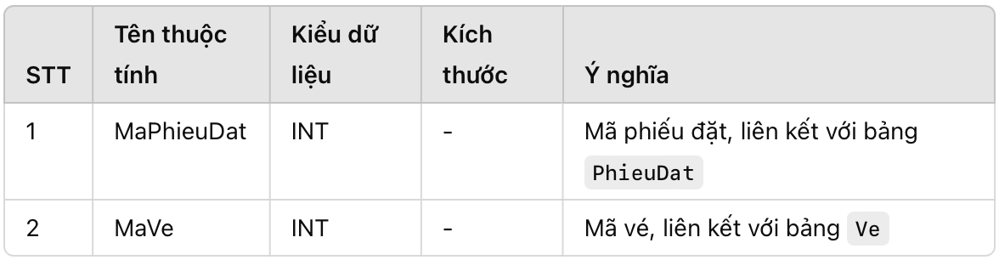 STT Tên thuộc tính Kiểu dữ liệu Kích thước Ý nghĩa
1 MaPhieuDat INT - Mã phiếu đặt, liên kết với bảng
PhieuDat
2 MaVe INT - Mã vé, liên kết với bảng Ve